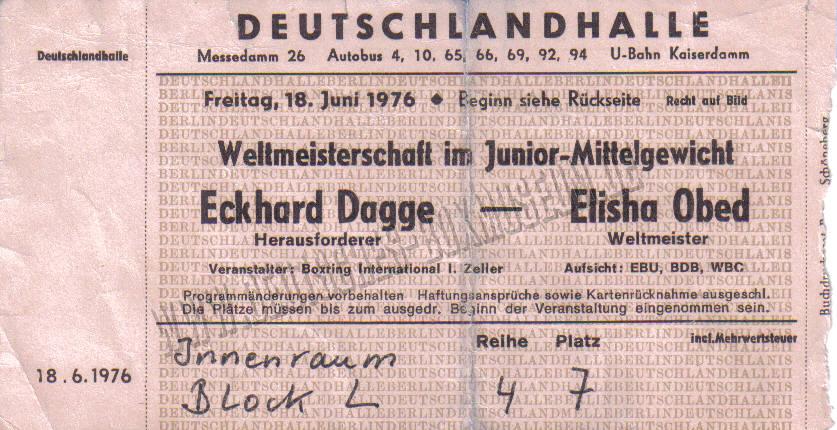 DEUTSCHLANDHALLE
Deutschlandhalle
Messedamm 26 Autobus 4, 10, 65, 66, 69, 92, 94 U-Bahn Kaiserdamm
Freitag, 18. Juni 1976 ◆ Beginn siehe Rückseite Recht auf Bild
Weltmeisterschaft im Junior-Mittelgewicht
Eckhard Dagge — Elisha Obed
Herausforderer Weltmeister
Veranstalter: Boxring International I. Zeller Aufsicht: EBU, BDB, WBC
Programmänderungen vorbehalten Haftungsansprüche sowie Kartenrücknahme ausgeschl.
Die Plätze müssen bis zum ausgedr. Beginn der Veranstaltung eingenommen sein.
Reihe Platz incl. Mehrwertsteuer
18.6.1976
Innenraum
Block L 4 7
Schöneberg